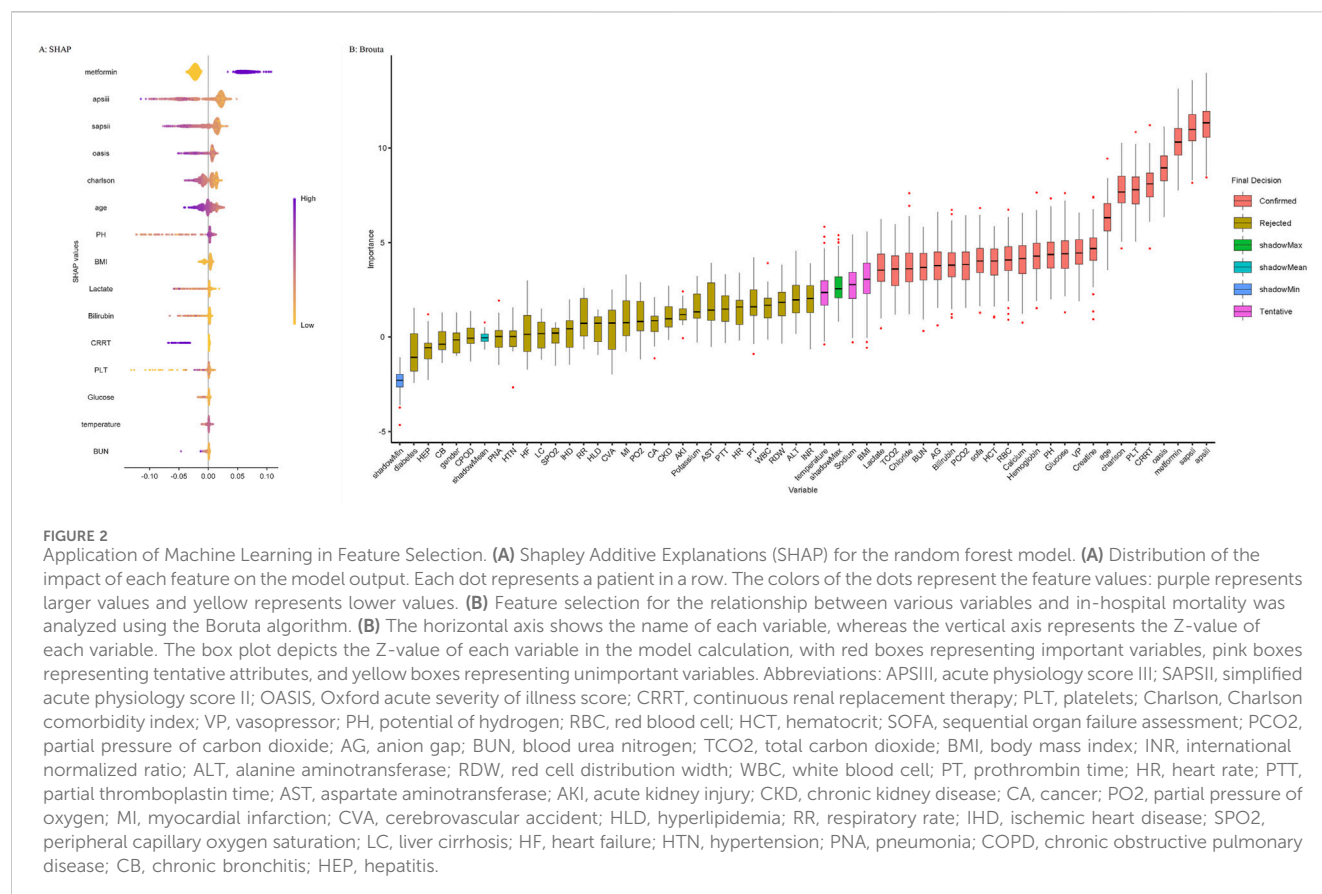 A: SHAP
metformin
apsiii
sapsii
oasis
charlson
age
PH
BMI
Lactate
Bilirubin
CRRT
PLT
Glucose
temperature
BUN
SHAP values
-0.10
-0.05
0.00
0.05
0.10
High
Low
B: Brouta
Importance
10
5
0
-5
shadowMin
diabetes
HEP
CB
gender
CPOD
shadowMean
PNA
HTN
HF
LC
SPO2
IHD
RR
HLD
CVA
MI
PO2
CA
CKD
AKI
Potassium
AST
PTT
HR
PT
WBC
RDW
ALT
INR
temperature
shadowMax
Sodium
BMI
Lactate
TCO2
Chloride
BUN
AG
Bilirubin
PCO2
sofa
HCT
RBC
Calcium
Hemoglobin
PH
Glucose
VP
Creatine
age
charlson
PLT
CRRT
oasis
metformin
sapsii
apsiii
Variable
Final Decision
Confirmed
Rejected
shadowMax
shadowMean
shadowMin
Tentative
FIGURE 2
Application of Machine Learning in Feature Selection. (A) Shapley Additive Explanations (SHAP) for the random forest model. (A) Distribution of the
impact of each feature on the model output. Each dot represents a patient in a row. The colors of the dots represent the feature values: purple represents
larger values and yellow represents lower values. (B) Feature selection for the relationship between various variables and in-hospital mortality was
analyzed using the Boruta algorithm. (B) The horizontal axis shows the name of each variable, whereas the vertical axis represents the Z-value of
each variable. The box plot depicts the Z-value of each variable in the model calculation, with red boxes representing important variables, pink boxes
representing tentative attributes, and yellow boxes representing unimportant variables. Abbreviations: APSIII, acute physiology score III; SAPSII, simplified
acute physiology score II; OASIS, Oxford acute severity of illness score; CRRT, continuous renal replacement therapy; PLT, platelets; Charlson, Charlson
comorbidity index; VP, vasopressor; PH, potential of hydrogen; RBC, red blood cell; HCT, hematocrit; SOFA, sequential organ failure assessment; PCO2,
partial pressure of carbon dioxide; AG, anion gap; BUN, blood urea nitrogen; TCO2, total carbon dioxide; BMI, body mass index; INR, international
normalized ratio; ALT, alanine aminotransferase; RDW, red cell distribution width; WBC, white blood cell; PT, prothrombin time; HR, heart rate; PTT,
partial thromboplastin time; AST, aspartate aminotransferase; AKI, acute kidney injury; CKD, chronic kidney disease; CA, cancer; PO2, partial pressure of
oxygen; MI, myocardial infarction; CVA, cerebrovascular accident; HLD, hyperlipidemia; RR, respiratory rate; IHD, ischemic heart disease; SPO2,
peripheral capillary oxygen saturation; LC, liver cirrhosis; HF, heart failure; HTN, hypertension; PNA, pneumonia; COPD, chronic obstructive pulmonary
disease; CB, chronic bronchitis; HEP, hepatitis.